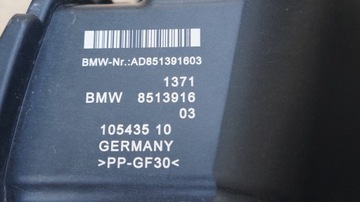 BMW-Nr.:AD851391603
1371
BMW 8513916
03
105435 10
GERMANY
>PP-GF30<